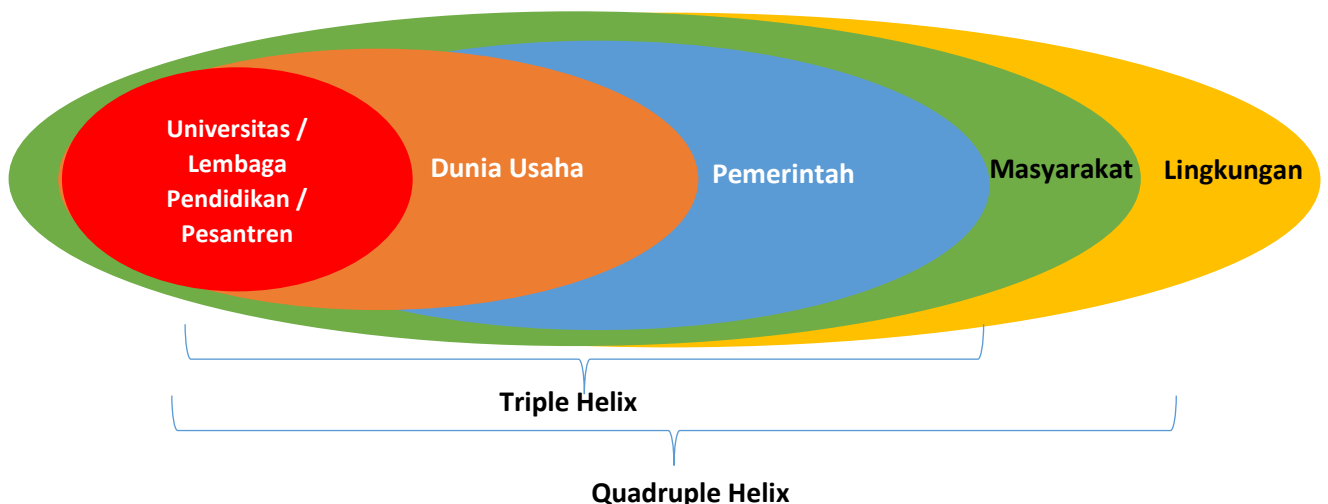 Universitas /
Lembaga
Pendidikan /
Pesantren
Dunia Usaha
Pemerintah
Masyarakat
Lingkungan
Triple Helix
Quadruple Helix